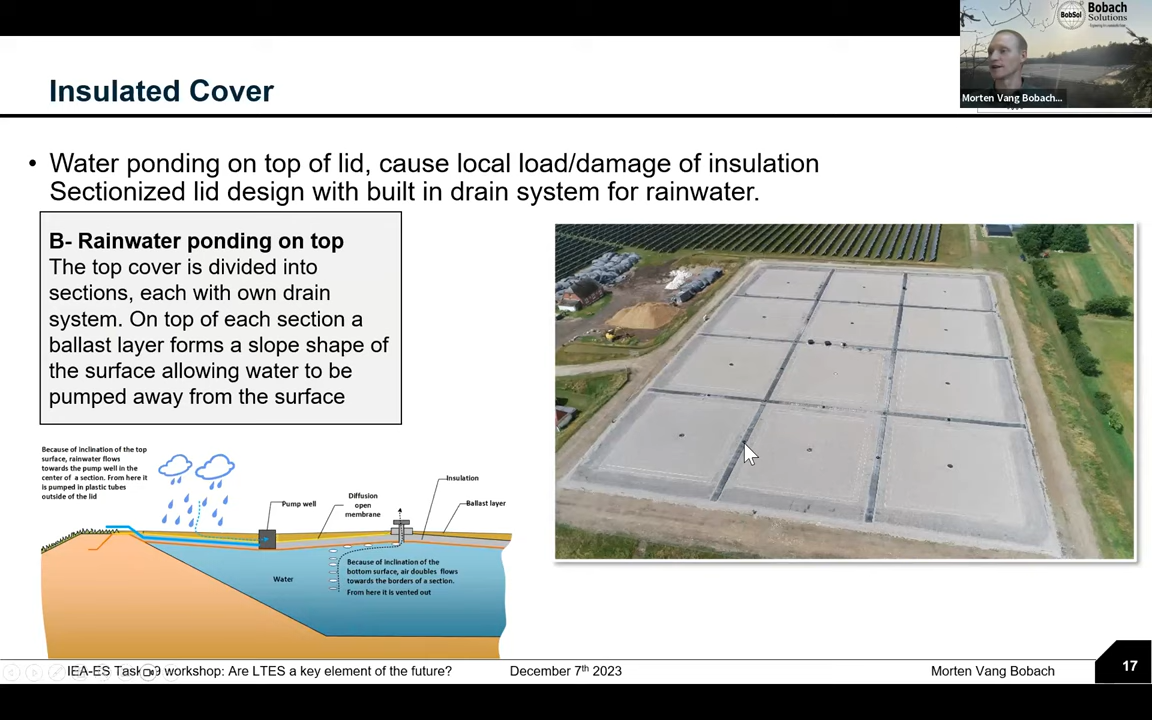 BobSol
Bobach
Solutions
Morten Vang Bobach...
Insulated Cover
• Water ponding on top of lid, cause local load/damage of insulation
Sectionized lid design with built in drain system for rainwater.
B- Rainwater ponding on top
The top cover is divided into
sections, each with own drain
system. On top of each section a
ballast layer forms a slope shape of
the surface allowing water to be
pumped away from the surface
Because of inclination of the top
surface, rainwater flows
towards the pump well in the
center of a section. From here it
is pumped in plastic tubes
outside of the lid
Pump well
Diffusion
open
membrane
Insulation
Ballast layer
Water
Because of inclination of the
bottom surface, air doubles flows
towards the borders of a section.
From here it is vented out
IEA-ES Task 9 workshop: Are LTES a key element of the future?
December 7th 2023
Morten Vang Bobach
17